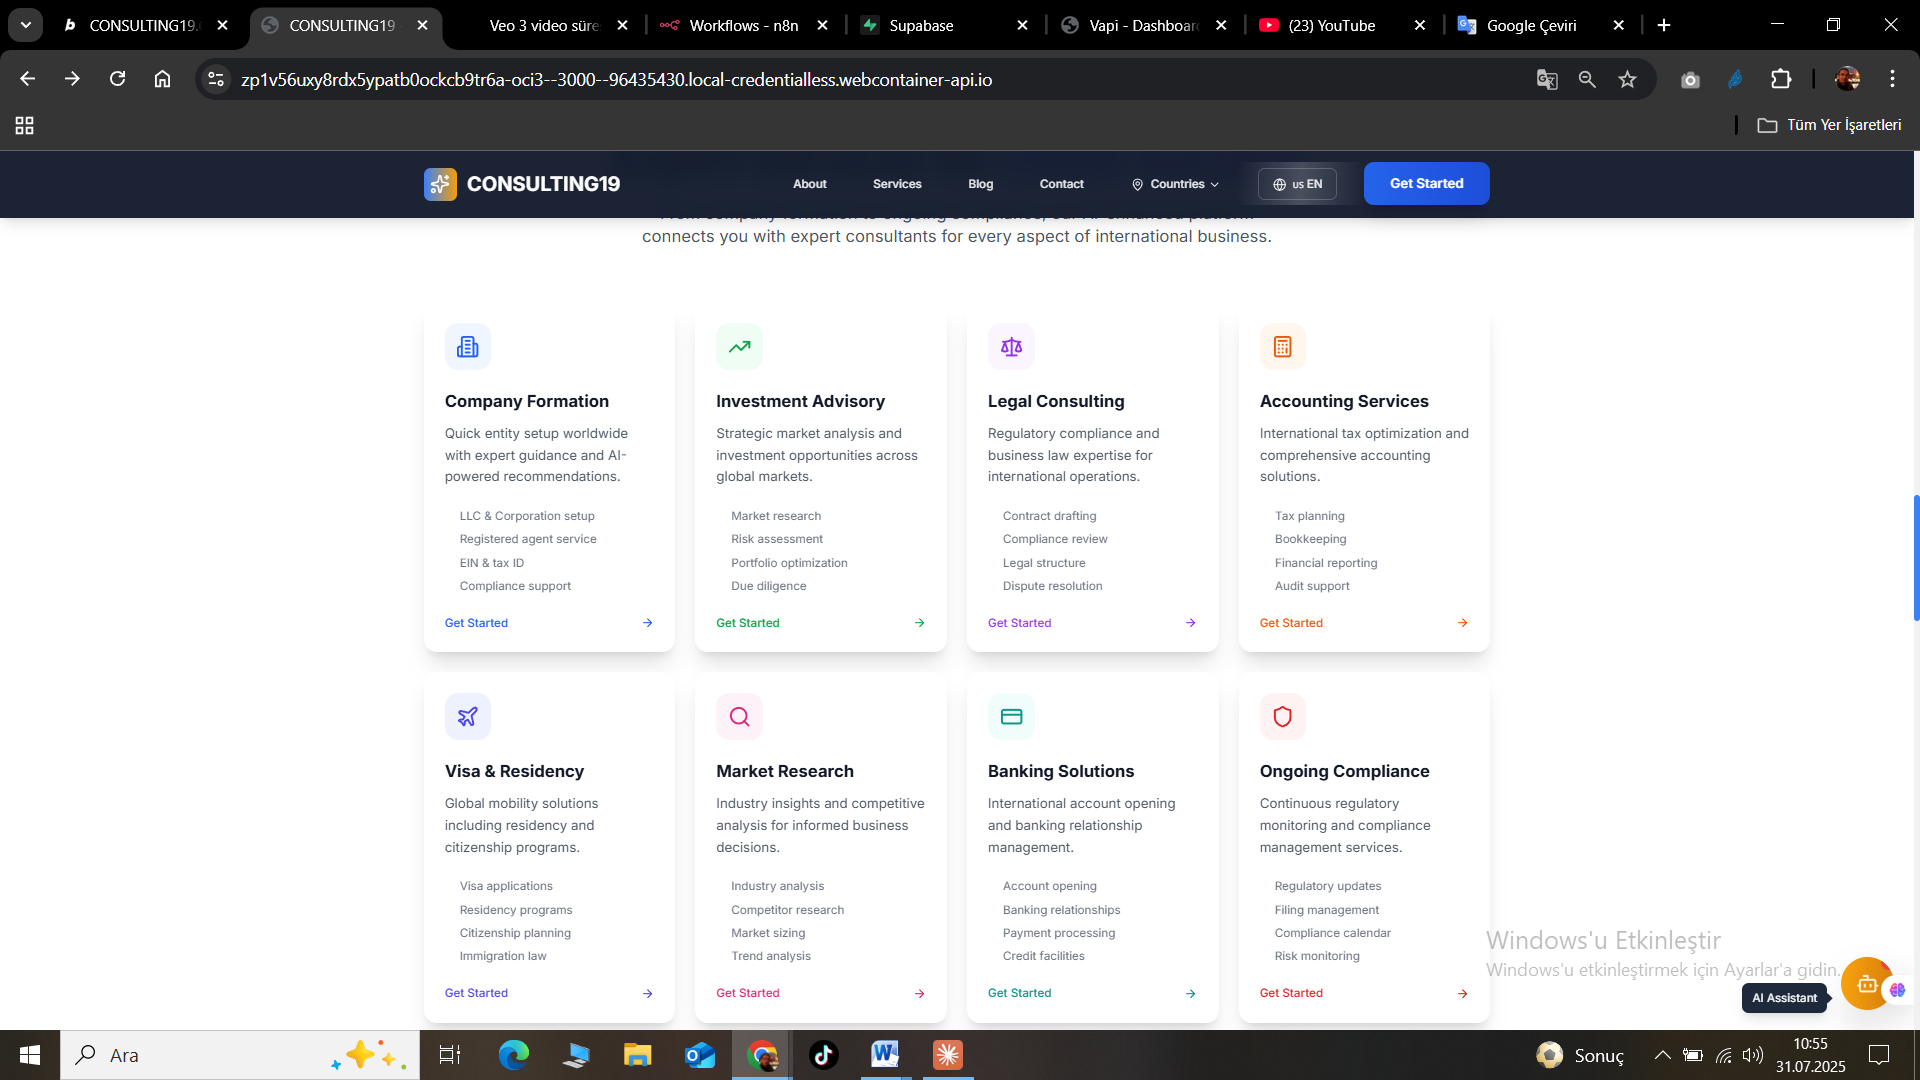 CONSULTING19.
CONSULTING19
Veo 3 video süre
Workflows - n8n
Supabase
Vapi - Dashboard
(23) YouTube
Google Çeviri
zp1v56uxy8rdx5ypatb0ockcb9tr6a-oci3--3000--96435430.local-credentialless.webcontainer-api.io
Tüm Yer İşaretleri
CONSULTING19
About
Services
Blog
Contact
Countries
us EN
Get Started
From company formation to ongoing compliance, our AI-enhanced platform
connects you with expert consultants for every aspect of international business.
Company Formation
Quick entity setup worldwide
with expert guidance and AI-
powered recommendations.
LLC & Corporation setup
Registered agent service
EIN & tax ID
Compliance support
Get Started
Investment Advisory
Strategic market analysis and
investment opportunities across
global markets.
Market research
Risk assessment
Portfolio optimization
Due diligence
Get Started
Legal Consulting
Regulatory compliance and
business law expertise for
international operations.
Contract drafting
Compliance review
Legal structure
Dispute resolution
Get Started
Accounting Services
International tax optimization and
comprehensive accounting
solutions.
Tax planning
Bookkeeping
Financial reporting
Audit support
Get Started
Visa & Residency
Global mobility solutions
including residency and
citizenship programs.
Visa applications
Residency programs
Citizenship planning
Immigration law
Get Started
Market Research
Industry insights and competitive
analysis for informed business
decisions.
Industry analysis
Competitor research
Market sizing
Trend analysis
Get Started
Banking Solutions
International account opening
and banking relationship
management.
Account opening
Banking relationships
Payment processing
Credit facilities
Get Started
Ongoing Compliance
Continuous regulatory
monitoring and compliance
management services.
Regulatory updates
Filing management
Compliance calendar
Risk monitoring
Get Started
Windows'u Etkinleştir
Windows'u etkinleştirmek için Ayarlar'a gidin.
AI Assistant
Ara
Sonuç
10:55
31.07.2025